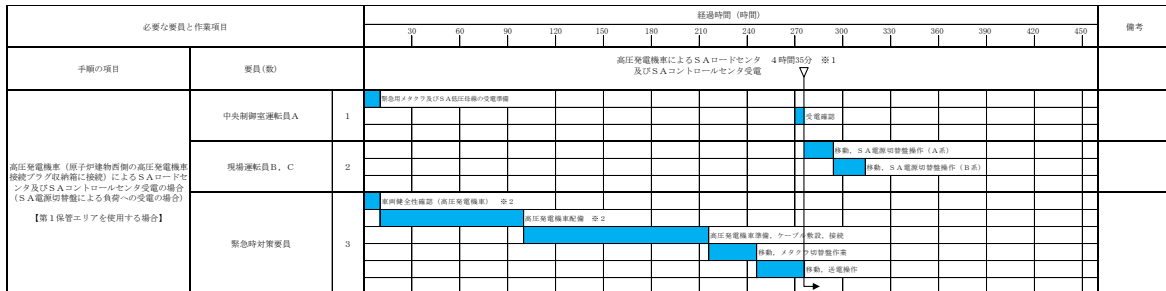 必要な要員と作業項目
経過時間（時間）
備考
30 60 90 120 150 180 210 240 270 300 330 360 390 420 450
手順の項目
要員(数)
高圧発電機車によるＳＡロードセンタ　４時間35分　※１
及びＳＡコントロールセンタ受電
高圧発電機車（原子炉建物西側の高圧発電機車
接続プラグ収納箱に接続）によるＳＡロードセン
タ及びＳＡコントロールセンタ受電の場合
（ＳＡ電源切替盤による負荷への受電の場合）
【第１保管エリアを使用する場合】
中央制御室運転員Ａ
1
緊急用メタクラ及びＳＡ低圧母線の受電準備
受電確認
現場運転員Ｂ，Ｃ
2
移動，ＳＡ電源切替盤操作（Ａ系）
移動，ＳＡ電源切替盤操作（Ｂ系）
緊急時対策要員
3
車両健全性確認（高圧発電機車）　※２
高圧発電機車配備　※２
高圧発電機車準備，ケーブル敷設，接続
移動，メタクラ切替盤作業
移動，送電操作